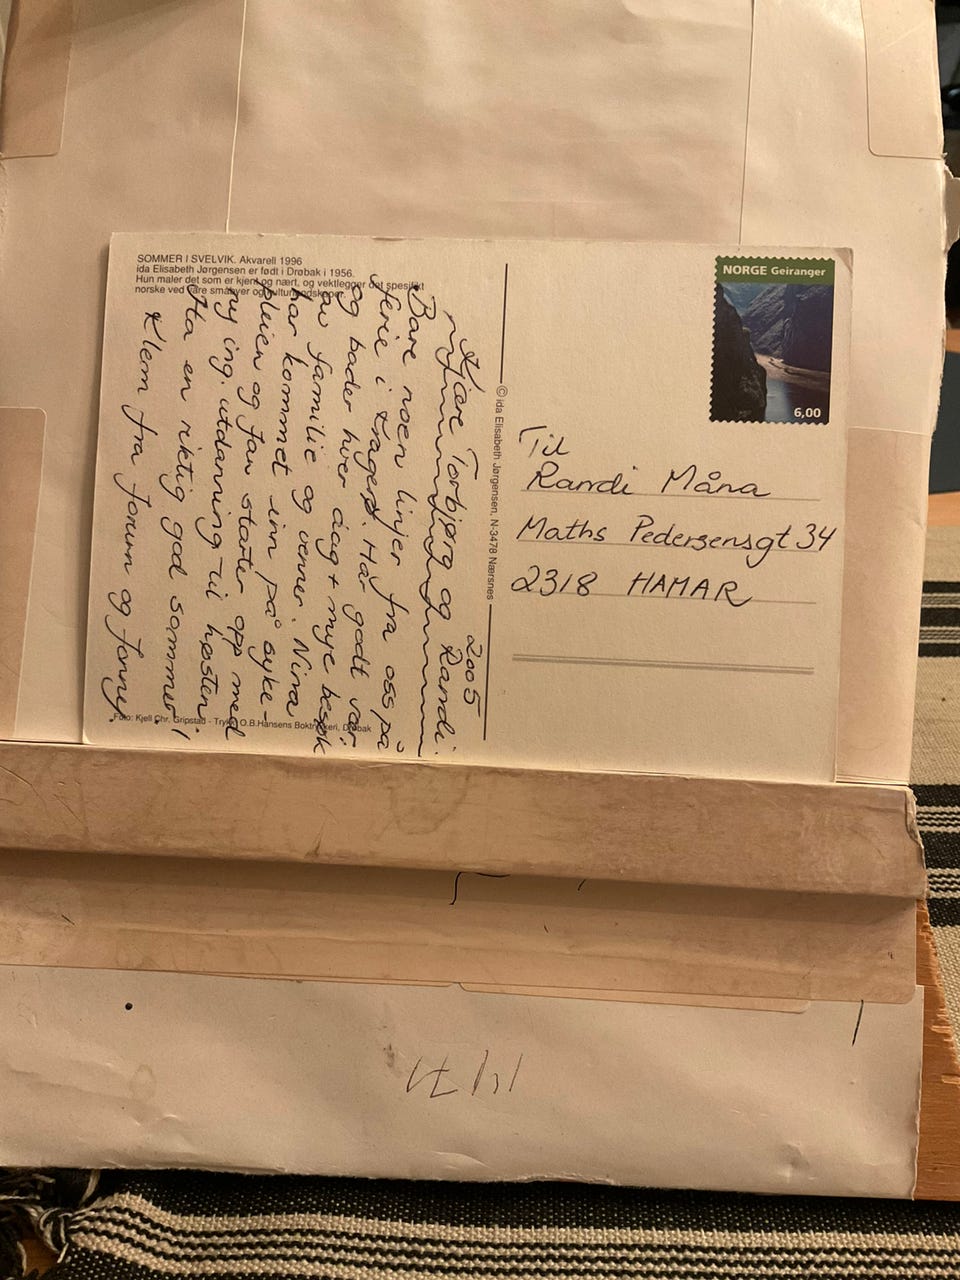 SOMMER I SVELVIK. Akvarell 1996
ida Elisabeth Jørgensen er født i Drøbak i 1956.
Hun maler det som er kjent og nært, og vektlegger det spesifikt
norske ved våre småbyer og kulturlandskaper.
2005
Kjære Torbjørg og Randi.
Bare noen linjer fra oss på
ferie i Kragerø. Har godt vær
og bader hver dag + mye besøk
av familie og venner. Nina
har kommet inn på syke-
pleien og Jan starter opp med
ny ing. utdanning til høsten.
Ha en riktig god sommer!
Klem fra Jorunn og Jonny.
Foto: Kjell Chr. Gripstad - Trykk: O.B.Hansens Boktrykkeri, Drøbak
© ida Elisabeth Jørgensen, N-3478 Nærsnes
NORGE Geiranger
6,00
Til
Randi Måna
Maths Pedersensgt 34
2318 HAMAR